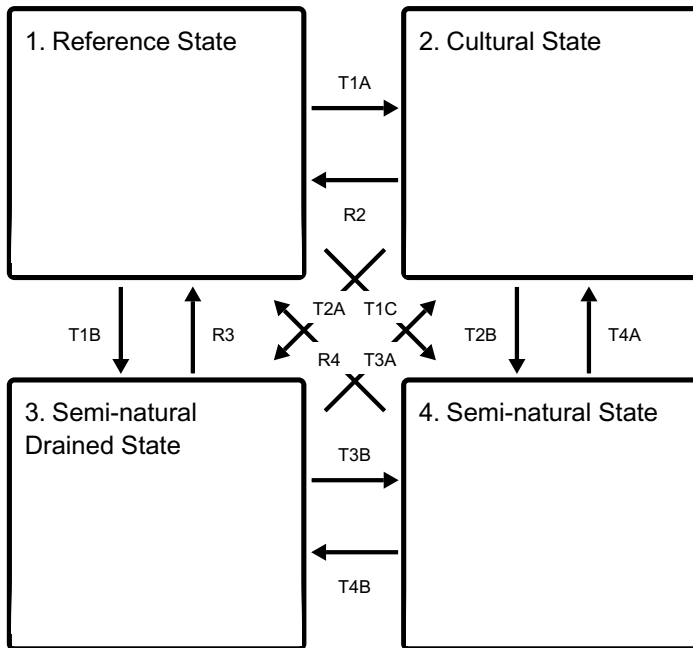 1. Reference State
2. Cultural State
T1A
R2
T1B
R3
T2A
T1C
T2B
T4A
R4
T3A
3. Semi-natural
Drained State
4. Semi-natural State
T3B
T4B